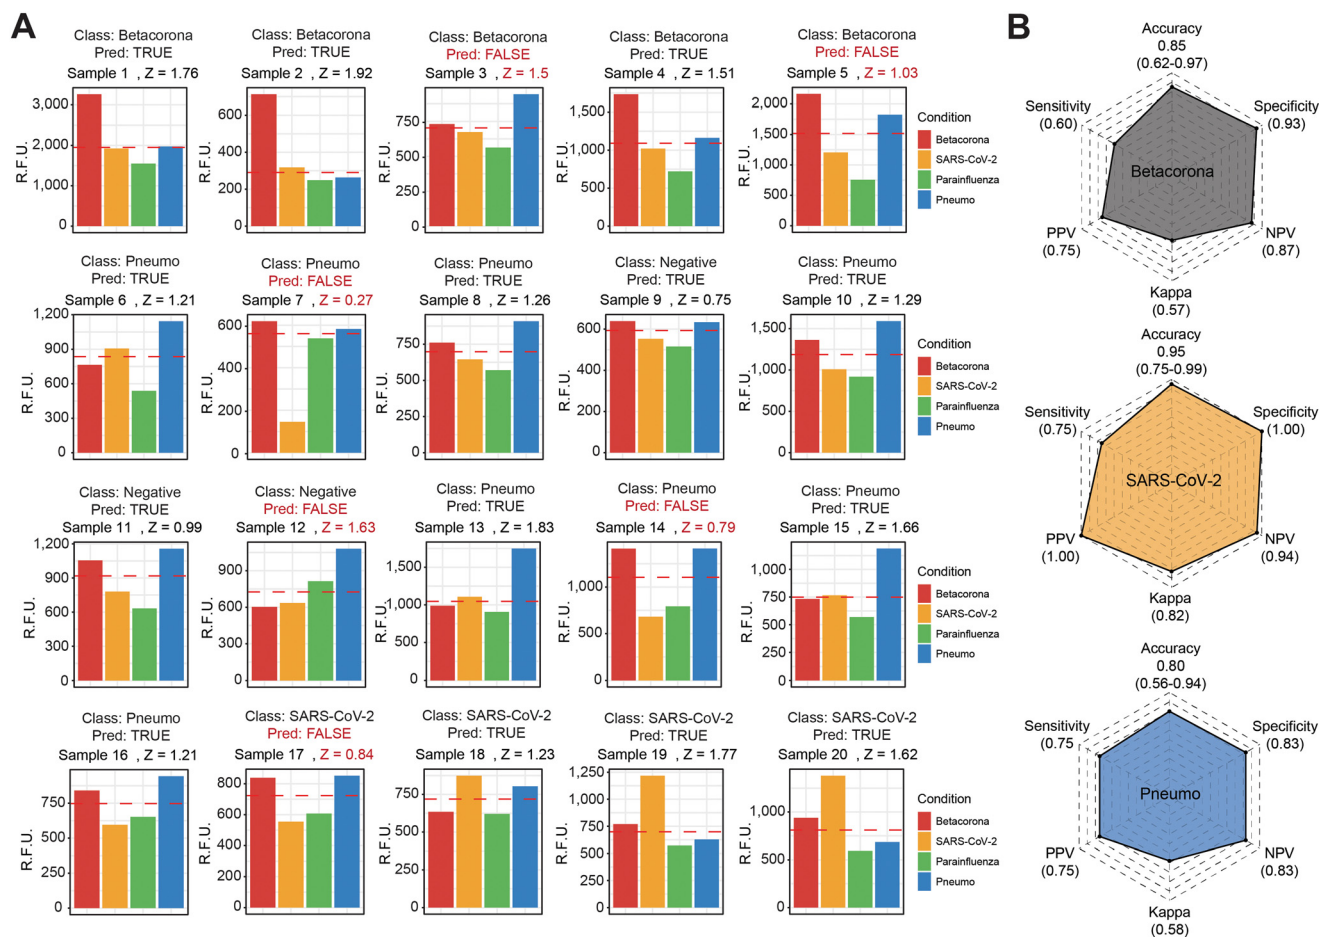 A
Class: Betacorona
Pred: TRUE
Sample 1 , Z = 1.76
R.F.U.
3,000
2,000
1,000
0
Class: Betacorona
Pred: TRUE
Sample 2 , Z = 1.92
R.F.U.
600
400
200
0
Class: Betacorona
Pred: FALSE
Sample 3 , Z = 1.5
R.F.U.
750
500
250
0
Class: Betacorona
Pred: TRUE
Sample 4 , Z = 1.51
R.F.U.
1,500
1,000
500
0
Class: Betacorona
Pred: FALSE
Sample 5 , Z = 1.03
R.F.U.
2,000
1,500
1,000
500
0
Condition
Betacorona
SARS-CoV-2
Parainfluenza
Pneumo
Class: Pneumo
Pred: TRUE
Sample 6 , Z = 1.21
R.F.U.
1,200
900
600
300
0
Class: Pneumo
Pred: FALSE
Sample 7 , Z = 0.27
R.F.U.
600
400
200
0
Class: Pneumo
Pred: TRUE
Sample 8 , Z = 1.26
R.F.U.
750
500
250
0
Class: Negative
Pred: TRUE
Sample 9 , Z = 0.75
R.F.U.
600
400
200
0
Class: Pneumo
Pred: TRUE
Sample 10 , Z = 1.29
R.F.U.
1,500
1,000
500
0
Condition
Betacorona
SARS-CoV-2
Parainfluenza
Pneumo
Class: Negative
Pred: TRUE
Sample 11 , Z = 0.99
R.F.U.
1,200
900
600
300
0
Class: Negative
Pred: FALSE
Sample 12 , Z = 1.63
R.F.U.
900
600
300
0
Class: Pneumo
Pred: TRUE
Sample 13 , Z = 1.83
R.F.U.
1,500
1,000
500
0
Class: Pneumo
Pred: FALSE
Sample 14 , Z = 0.79
R.F.U.
1,000
500
0
Class: Pneumo
Pred: TRUE
Sample 15 , Z = 1.66
R.F.U.
1,000
750
500
250
0
Condition
Betacorona
SARS-CoV-2
Parainfluenza
Pneumo
Class: Pneumo
Pred: TRUE
Sample 16 , Z = 1.21
R.F.U.
750
500
250
0
Class: SARS-CoV-2
Pred: FALSE
Sample 17 , Z = 0.84
R.F.U.
800
600
400
200
0
Class: SARS-CoV-2
Pred: TRUE
Sample 18 , Z = 1.23
R.F.U.
750
500
250
0
Class: SARS-CoV-2
Pred: TRUE
Sample 19 , Z = 1.77
R.F.U.
1,250
1,000
750
500
250
0
Class: SARS-CoV-2
Pred: TRUE
Sample 20 , Z = 1.62
R.F.U.
1,000
500
0
Condition
Betacorona
SARS-CoV-2
Parainfluenza
Pneumo
B
Accuracy
0.85
(0.62-0.97)
Sensitivity
(0.60)
Specificity
(0.93)
Betacorona
PPV
(0.75)
NPV
(0.87)
Kappa
(0.57)
Accuracy
0.95
(0.75-0.99)
Sensitivity
(0.75)
Specificity
(1.00)
SARS-CoV-2
PPV
(1.00)
NPV
(0.94)
Kappa
(0.82)
Accuracy
0.80
(0.56-0.94)
Sensitivity
(0.75
Specificity
(0.83)
Pneumo
PPV
(0.75)
NPV
(0.83)
Kappa
(0.58)